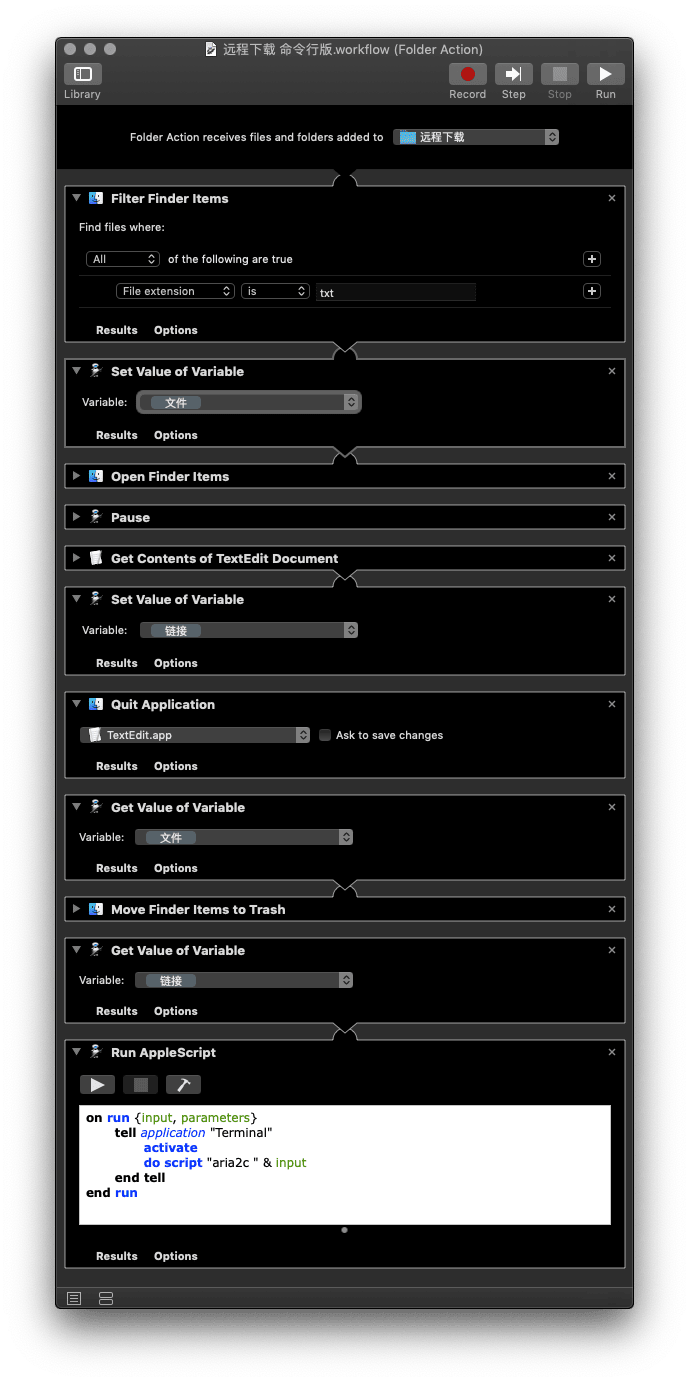 远程下载 命令行版.workflow (Folder Action)
Library
Record Step Stop Run
Folder Action receives files and folders added to 远程下载
Filter Finder Items
Find files where:
All of the following are true
File extension is txt
Results Options
Set Value of Variable
Variable: 文件
Results Options
Open Finder Items
Pause
Get Contents of TextEdit Document
Set Value of Variable
Variable: 链接
Results Options
Quit Application
TextEdit.app Ask to save changes
Results Options
Get Value of Variable
Variable: 文件
Results Options
Move Finder Items to Trash
Get Value of Variable
Variable: 链接
Results Options
Run AppleScript
on run {input, parameters}
tell application "Terminal"
activate
do script "aria2c " & input
end tell
end run
Results Options